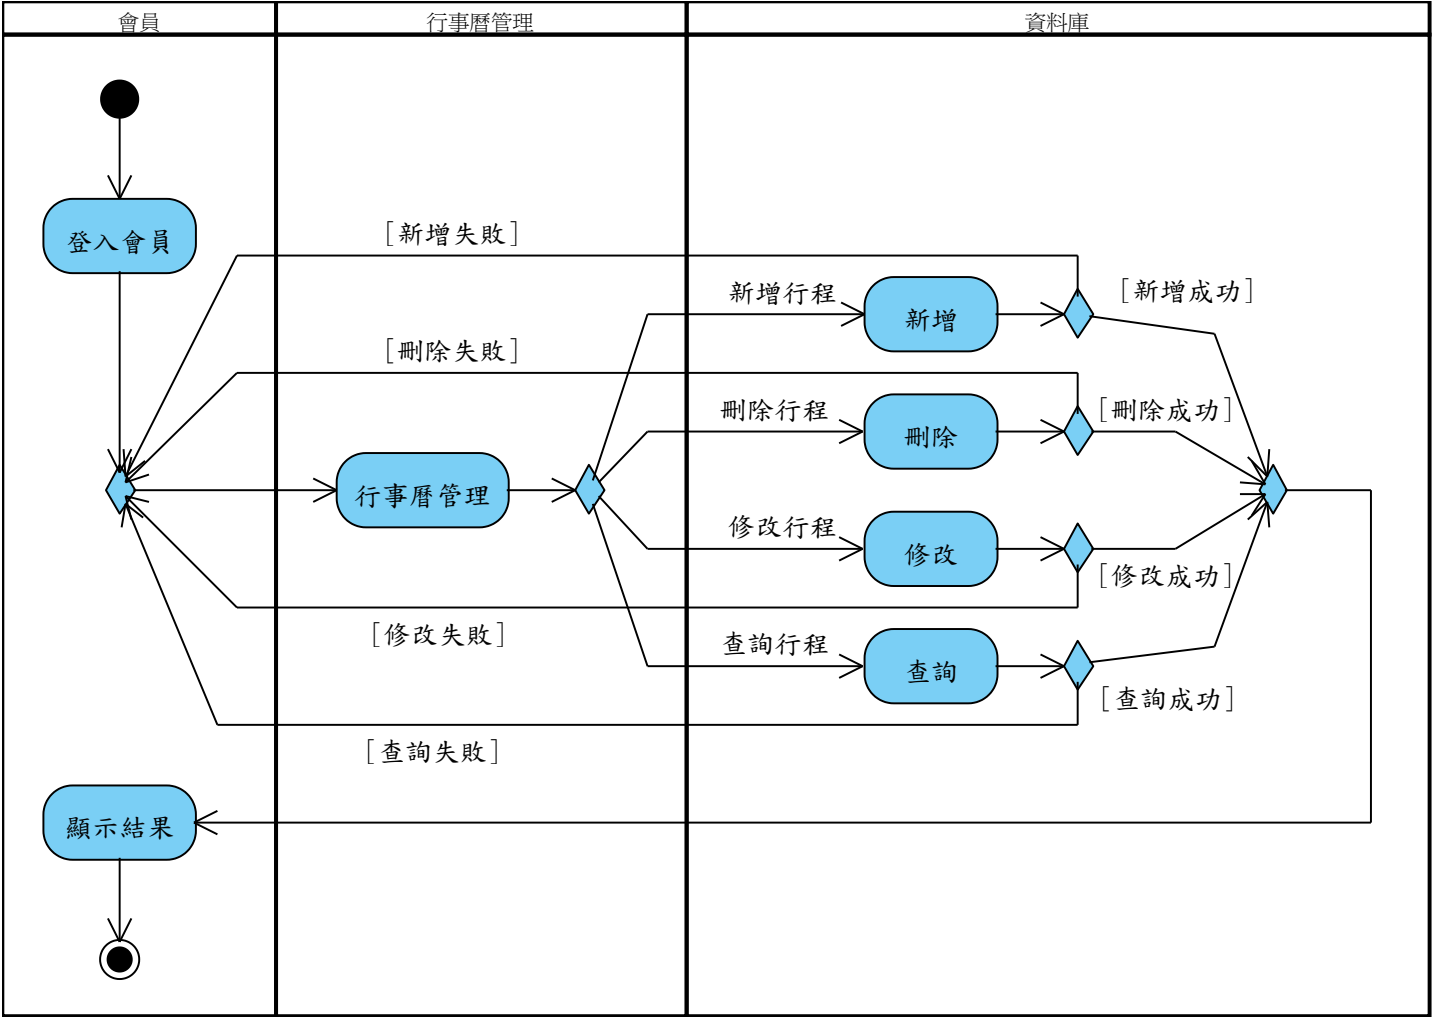 會員
行事曆管理
資料庫
登入會員
[新增失敗]
新增行程
新增
[新增成功]
[刪除失敗]
刪除行程
刪除
[刪除成功]
行事曆管理
修改行程
修改
[修改成功]
[修改失敗]
查詢行程
查詢
[查詢成功]
[查詢失敗]
顯示結果